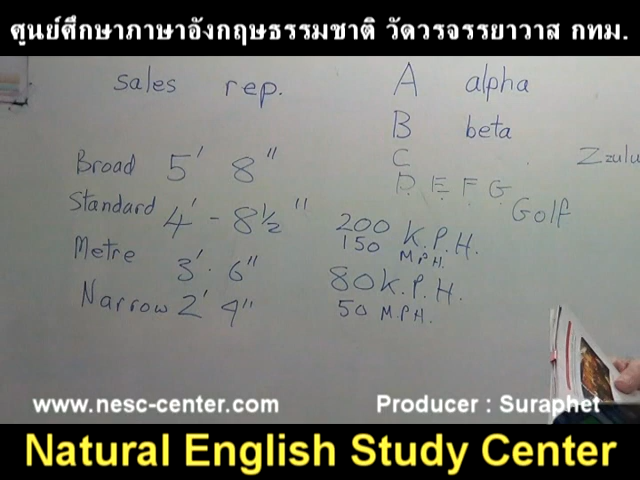 ศูนย์ศึกษาภาษาอังกฤษธรรมชาติ วัดวรจรรยาวาส กทม.
sales rep.
A alpha
B beta
C Zzulu
D. E. F. G. Golf
Broad 5' 8"
Standard 4' - 8½"
Metre 3' . 6"
Narrow 2' 4"
200 K.P.H.
150 M.P.H.
80 K.P.H.
50 M.P.H.
www.nesc-center.com Producer : Suraphet
Natural English Study Center